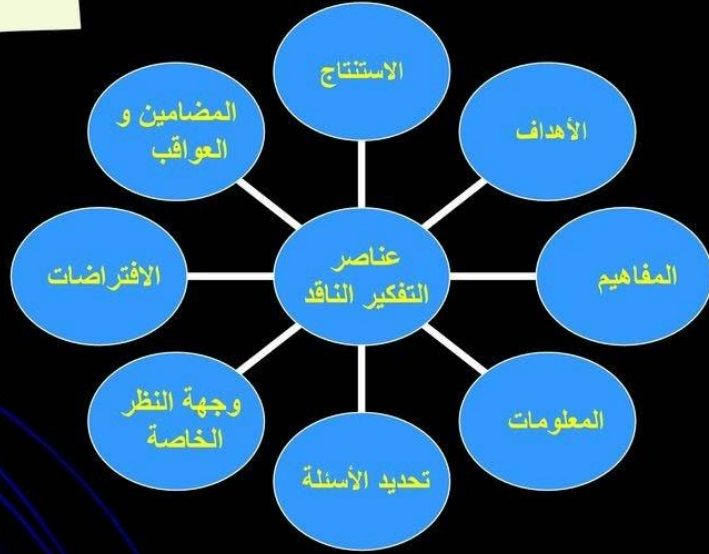 الاستنتاج
الأهداف
المفاهيم
المعلومات
تحديد الأسئلة
وجهة النظر
الخاصة
الافتراضات
المضامين و
العواقب
عناصر
التفكير الناقد